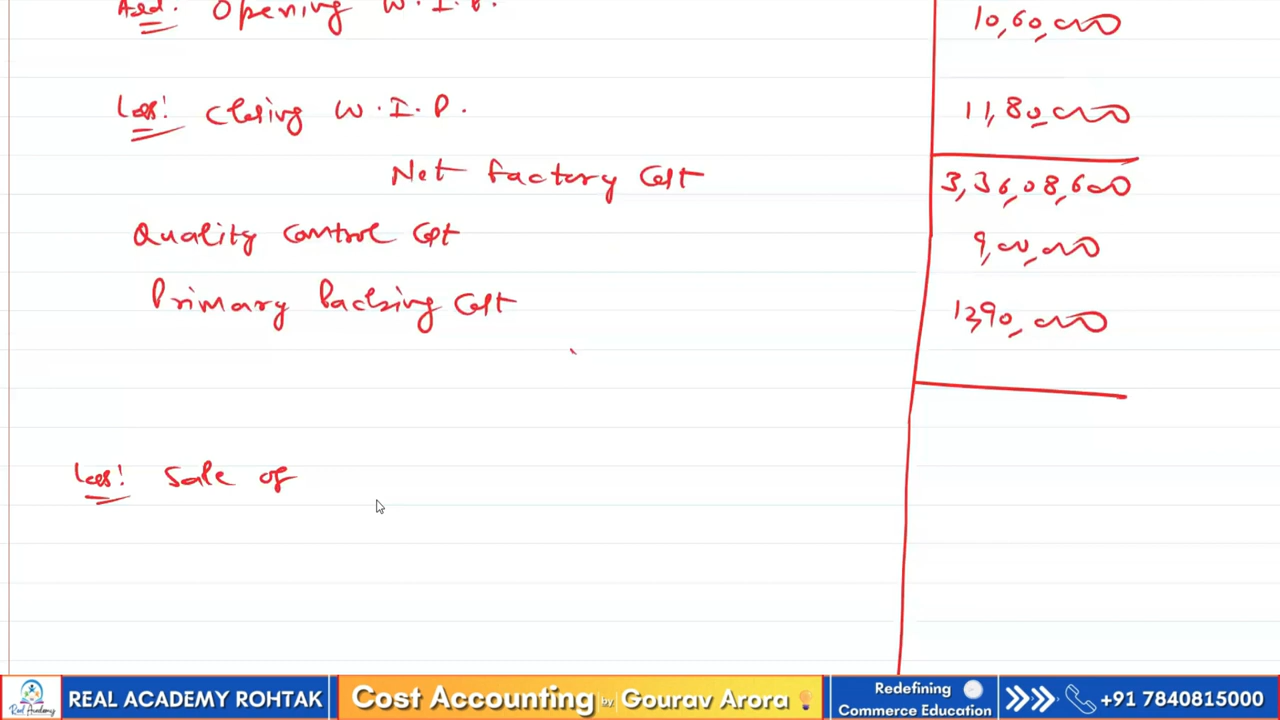 Add: Opening W.I.P. 10,60,000
Less: Closing W.I.P. 11,80,000
Net Factory Cost 3,36,08,600
Quality Control Cost 9,00,000
Primary Packing Cost
Less: Sale of
REAL ACADEMY ROHTAK
Real Academy
Cost Accounting by Gourav Arora
Redefining
Commerce Education
+91 7840815000